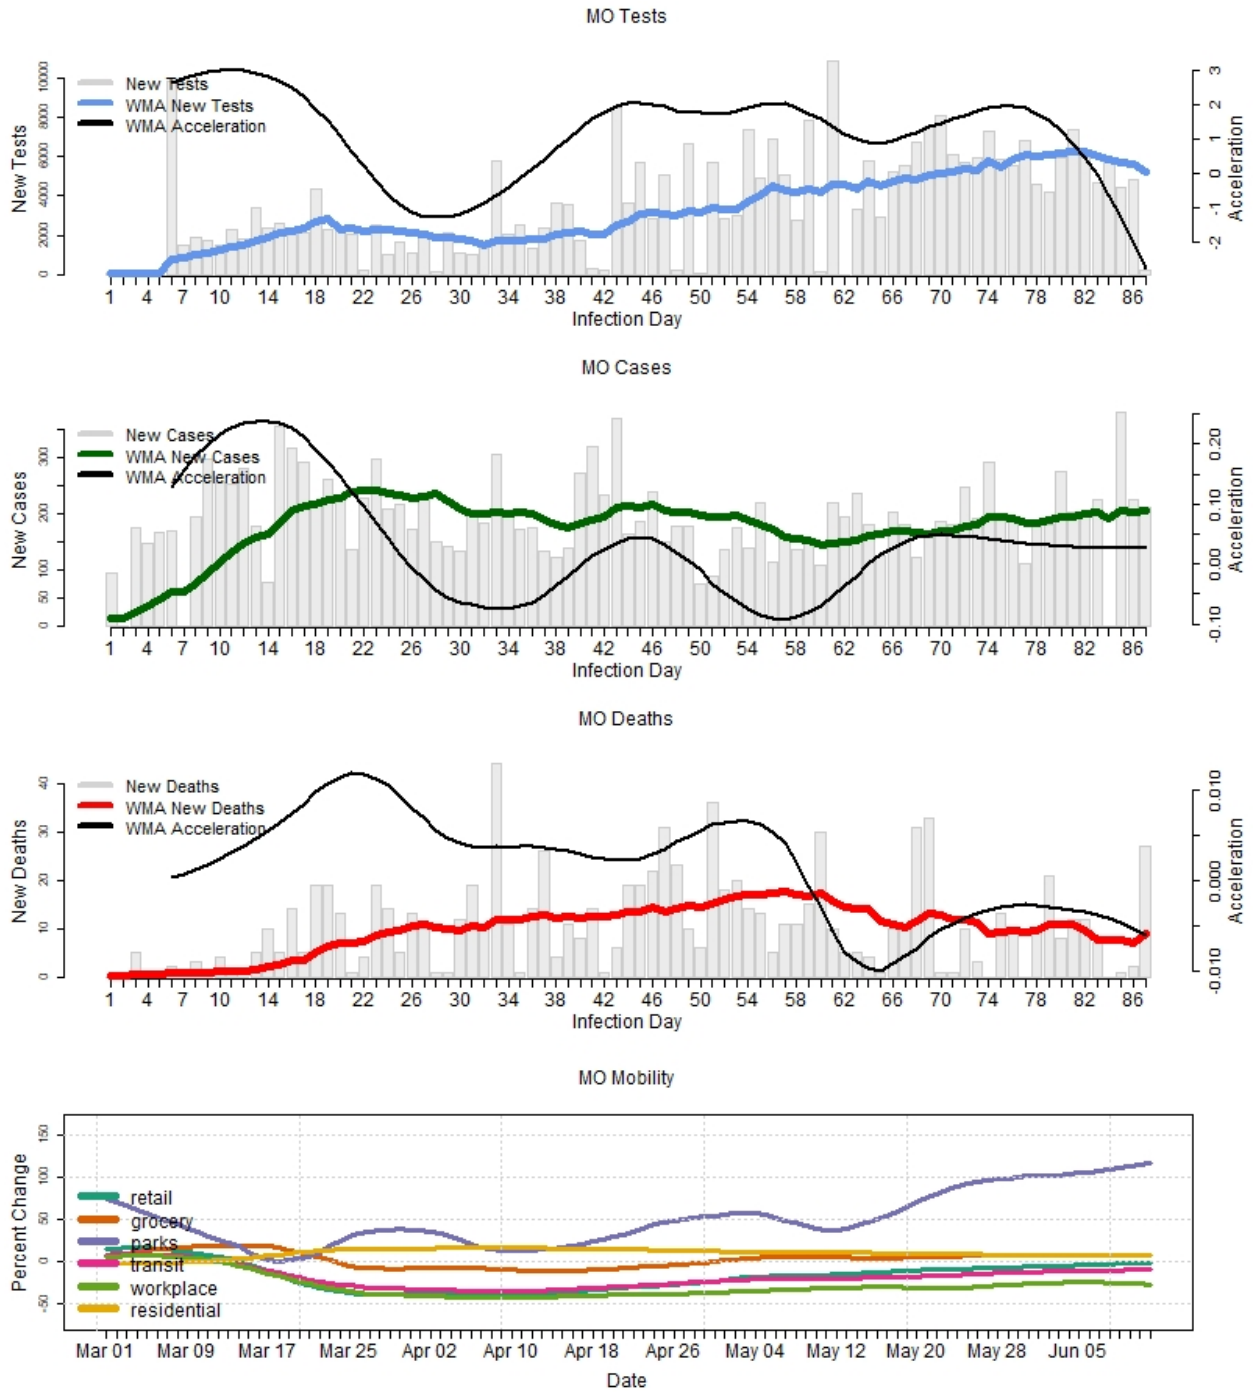 MO Tests
New Tests
WMA New Tests
WMA Acceleration
New Tests
0 2000 4000 6000 8000 10000
Acceleration
-2 -1 0 1 2 3
1 4 7 10 14 18 22 26 30 34 38 42 46 50 54 58 62 66 70 74 78 82 86
Infection Day
MO Cases
New Cases
WMA New Cases
WMA Acceleration
New Cases
0 50 100 200 300
Acceleration
-0.10 0.00 0.10 0.20
1 4 7 10 14 18 22 26 30 34 38 42 46 50 54 58 62 66 70 74 78 82 86
Infection Day
MO Deaths
New Deaths
WMA New Deaths
WMA Acceleration
New Deaths
0 10 20 30 40
Acceleration
-0.010 0.000 0.010
1 4 7 10 14 18 22 26 30 34 38 42 46 50 54 58 62 66 70 74 78 82 86
Infection Day
MO Mobility
retail
grocery
parks
transit
workplace
residential
Percent Change
-50 0 50 100 150
Mar 01 Mar 09 Mar 17 Mar 25 Apr 02 Apr 10 Apr 18 Apr 26 May 04 May 12 May 20 May 28 Jun 05
Date